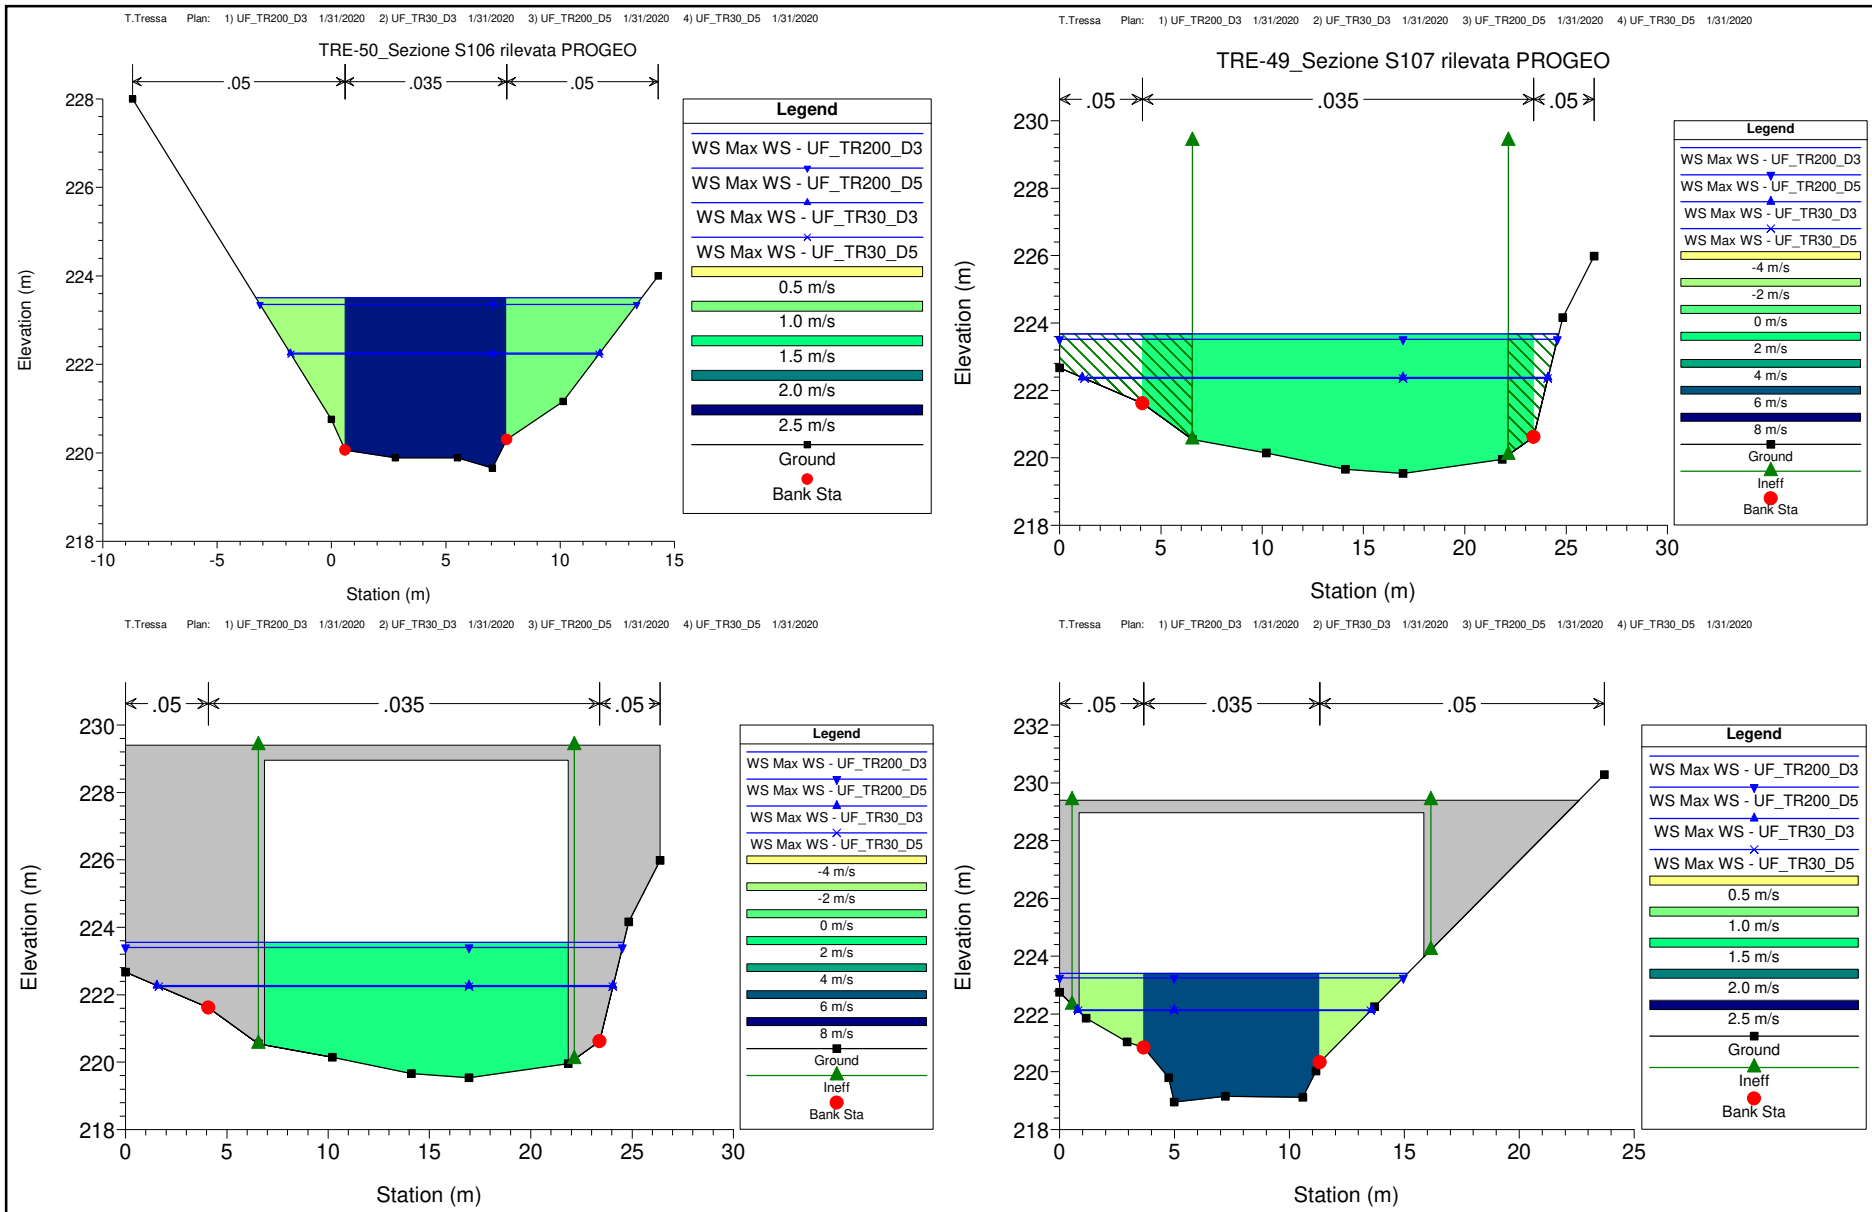 T.Tressa Plan: 1) UF_TR200_D3 1/31/2020 2) UF_TR30_D3 1/31/2020 3) UF_TR200_D5 1/31/2020 4) UF_TR30_D5 1/31/2020
TRE-50_Sezione S106 rilevata PROGEO
.05 .035 .05
228
226
224
222
220
218
-10 -5 0 5 10 15
Elevation (m)
Station (m)
Legend
WS Max WS - UF_TR200_D3
WS Max WS - UF_TR200_D5
WS Max WS - UF_TR30_D3
WS Max WS - UF_TR30_D5
0.5 m/s
1.0 m/s
1.5 m/s
2.0 m/s
2.5 m/s
Ground
Bank Sta
T.Tressa Plan: 1) UF_TR200_D3 1/31/2020 2) UF_TR30_D3 1/31/2020 3) UF_TR200_D5 1/31/2020 4) UF_TR30_D5 1/31/2020
TRE-49_Sezione S107 rilevata PROGEO
.05 .035 .05
230
228
226
224
222
220
218
0 5 10 15 20 25 30
Elevation (m)
Station (m)
Legend
WS Max WS - UF_TR200_D3
WS Max WS - UF_TR200_D5
WS Max WS - UF_TR30_D3
WS Max WS - UF_TR30_D5
-4 m/s
-2 m/s
0 m/s
2 m/s
4 m/s
6 m/s
8 m/s
Ground
Ineff
Bank Sta
T.Tressa Plan: 1) UF_TR200_D3 1/31/2020 2) UF_TR30_D3 1/31/2020 3) UF_TR200_D5 1/31/2020 4) UF_TR30_D5 1/31/2020
.05 .035 .05
230
228
226
224
222
220
218
0 5 10 15 20 25 30
Elevation (m)
Station (m)
Legend
WS Max WS - UF_TR200_D3
WS Max WS - UF_TR200_D5
WS Max WS - UF_TR30_D3
WS Max WS - UF_TR30_D5
-4 m/s
-2 m/s
0 m/s
2 m/s
4 m/s
6 m/s
8 m/s
Ground
Ineff
Bank Sta
T.Tressa Plan: 1) UF_TR200_D3 1/31/2020 2) UF_TR30_D3 1/31/2020 3) UF_TR200_D5 1/31/2020 4) UF_TR30_D5 1/31/2020
.05 .035 .05
232
230
228
226
224
222
220
218
0 5 10 15 20 25
Elevation (m)
Station (m)
Legend
WS Max WS - UF_TR200_D3
WS Max WS - UF_TR200_D5
WS Max WS - UF_TR30_D3
WS Max WS - UF_TR30_D5
0.5 m/s
1.0 m/s
1.5 m/s
2.0 m/s
2.5 m/s
Ground
Ineff
Bank Sta